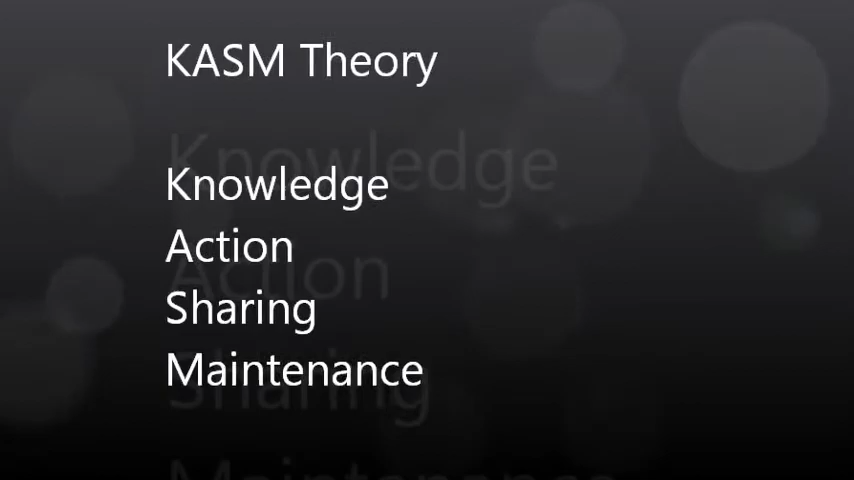 KASM Theory
Knowledge
Action
Sharing
Maintenance